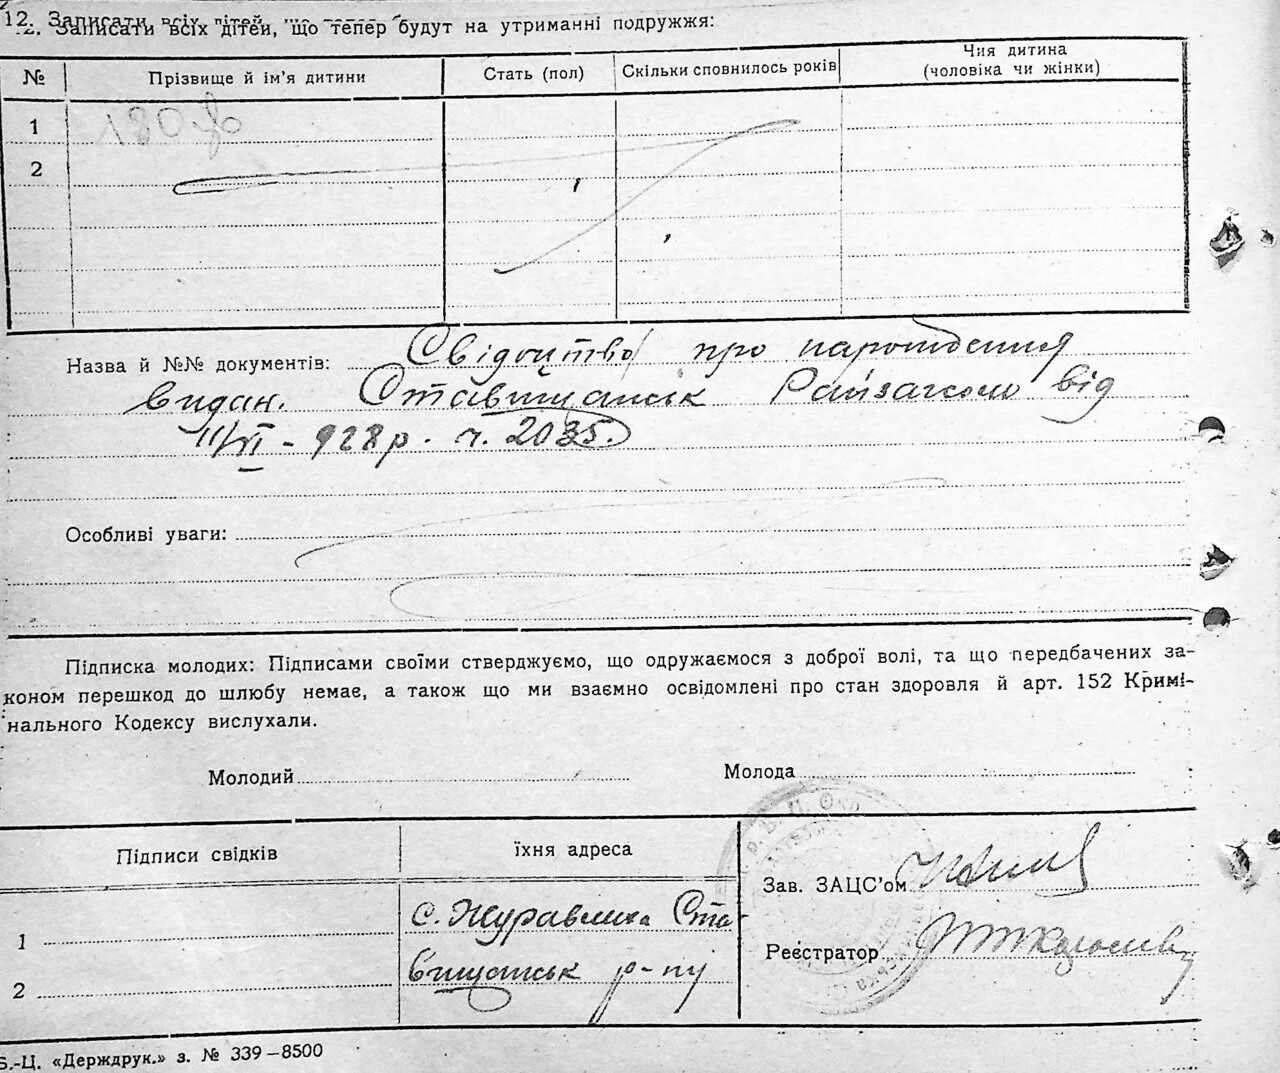 12. Записати всіх дітей, що тепер будут на утриманні подружжя:
№ Прізвище й ім'я дитини Стать (пол) Скільки сповнилось років Чия дитина
(чоловіка чи жінки)
1 180
2
Назва й №№ документів: Свідоцтво про народження
видан. Ставищанськ Райзагсом від
11/VI – 928 р. ч. 2035.
Особливі уваги:
Підписка молодих: Підписами своїми стверджуємо, що одружаємося з доброї волі, та що передбачених за-
коном перешкод до шлюбу немає, а також що ми взаємно освідомлені про стан здоровля й арт. 152 Кримі-
нального Кодексу вислухали.
Молодий Молода
Підписи свідків їхня адреса
Зав. ЗАЦС'ом
1 с. Журавлиха Ста-
Реєстратор
2 вищанськ р-ну
Б.-Ц. «Держдрук.» з. № 339–8500